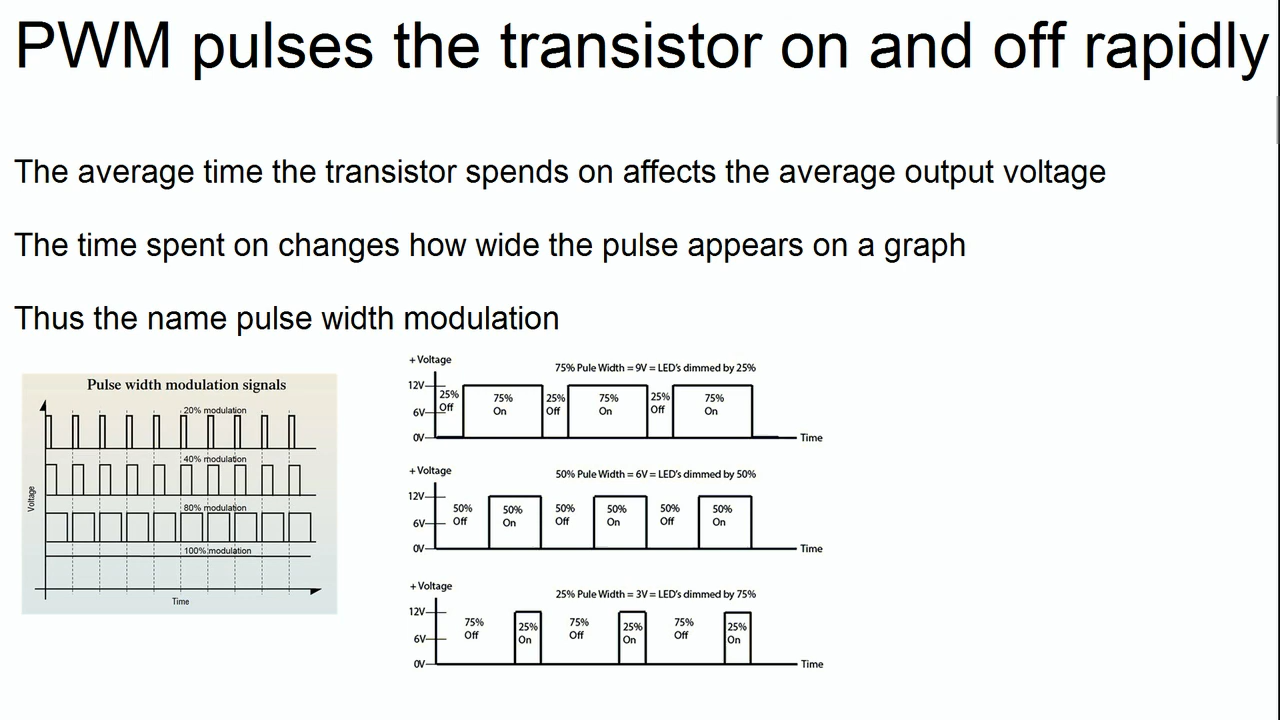 PWM pulses the transistor on and off rapidly
The average time the transistor spends on affects the average output voltage
The time spent on changes how wide the pulse appears on a graph
Thus the name pulse width modulation
Pulse width modulation signals
20% modulation
40% modulation
80% modulation
100% modulation
Voltage
Time
+ Voltage
75% Pule Width = 9V = LED's dimmed by 25%
12V
6V
0V
25% Off
75% On
25% Off
75% On
25% Off
75% On
Time
+ Voltage
50% Pule Width = 6V = LED's dimmed by 50%
12V
6V
0V
50% Off
50% On
50% Off
50% On
50% Off
50% On
Time
+ Voltage
25% Pule Width = 3V = LED's dimmed by 75%
12V
6V
0V
75% Off
25% On
75% Off
25% On
75% Off
25% On
Time